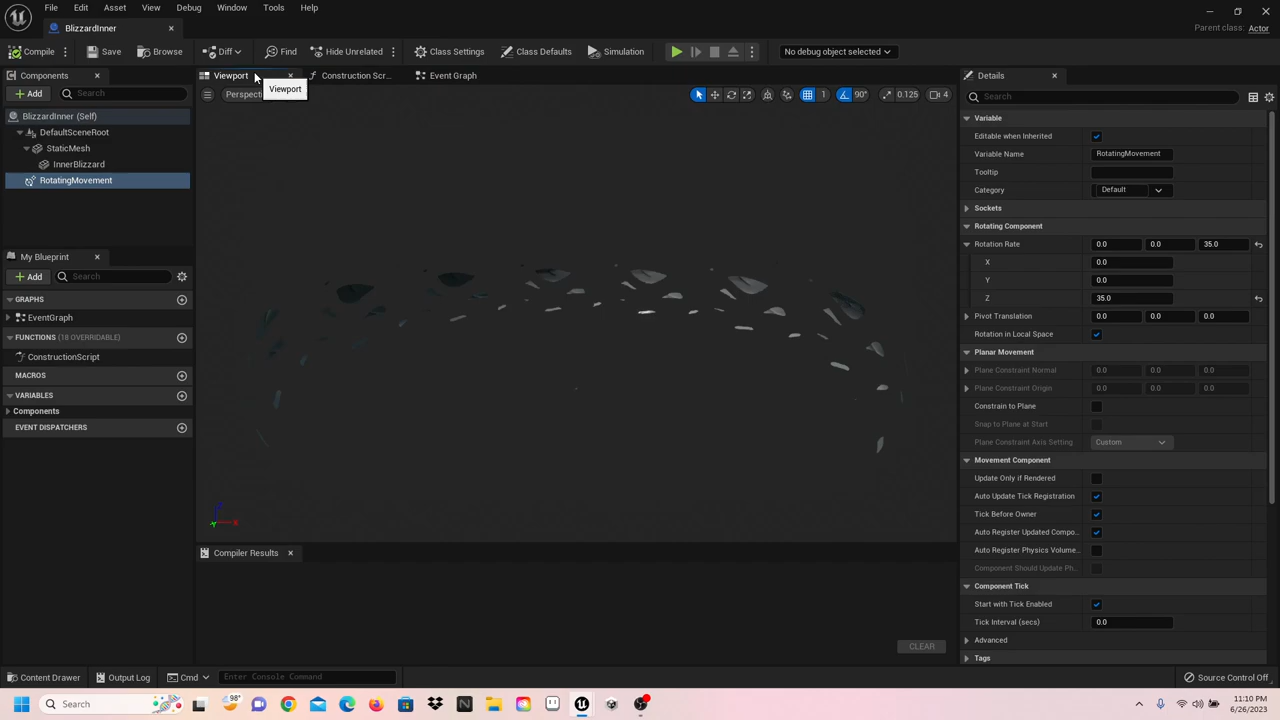 File Edit Asset View Debug Window Tools Help
BlizzardInner
Parent class: Actor
Compile Save Browse Diff Find Hide Unrelated Class Settings Class Defaults Simulation No debug object selected
Components
Viewport
Construction Scr...
Event Graph
Details
Add Search
Perspecti
Viewport
1 90° 0.125 4
Search
BlizzardInner (Self)
DefaultSceneRoot
StaticMesh
InnerBlizzard
RotatingMovement
My Blueprint
Add Search
GRAPHS
EventGraph
FUNCTIONS (18 OVERRIDABLE)
ConstructionScript
MACROS
VARIABLES
Components
EVENT DISPATCHERS
Variable
Editable when Inherited
Variable Name RotatingMovement
Tooltip
Category Default
Sockets
Rotating Component
Rotation Rate 0.0 0.0 35.0
X 0.0
Y 0.0
Z 35.0
Pivot Translation 0.0 0.0 0.0
Rotation in Local Space
Planar Movement
Plane Constraint Normal 0.0 0.0 0.0
Plane Constraint Origin 0.0 0.0 0.0
Constrain to Plane
Snap to Plane at Start
Plane Constraint Axis Setting Custom
Movement Component
Update Only if Rendered
Auto Update Tick Registration
Tick Before Owner
Auto Register Updated Compo...
Auto Register Physics Volume...
Component Should Update Ph...
Component Tick
Start with Tick Enabled
Tick Interval (secs) 0.0
Advanced
Tags
Compiler Results
CLEAR
Content Drawer Output Log Cmd Enter Console Command Source Control Off
Search
98°
11:10 PM
6/26/2023